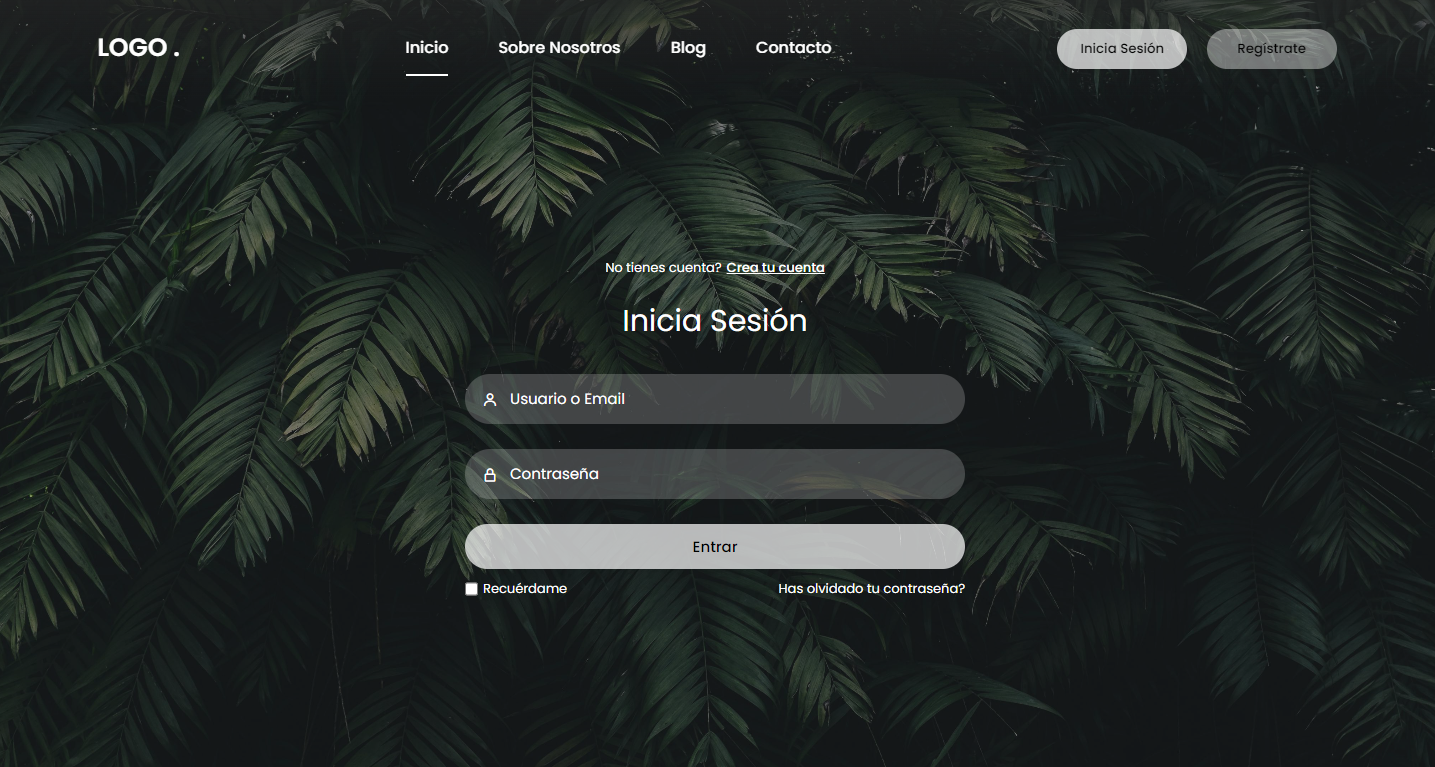 LOGO .
Inicio
Sobre Nosotros
Blog
Contacto
Inicia Sesión
Regístrate
No tienes cuenta? Crea tu cuenta
Inicia Sesión
Usuario o Email
Contraseña
Entrar
Recuérdame
Has olvidado tu contraseña?